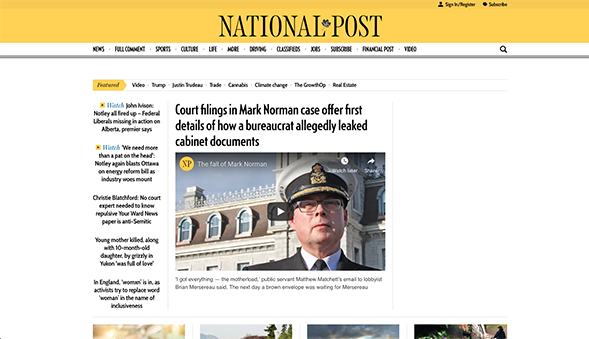 Sign In/Register
Subscribe
NATIONAL POST
NEWS FULL COMMENT SPORTS CULTURE LIFE MORE DRIVING CLASSIFIEDS JOBS SUBSCRIBE FINANCIAL POST VIDEO
Featured Video Trump Justin Trudeau Trade Cannabis Climate change The GrowthOp Real Estate
Watch John Ivison:
Notley all fired up – Federal
Liberals missing in action on
Alberta, premier says
Watch 'We need more
than a pat on the head':
Notley again blasts Ottawa
on energy reform bill as
industry woes mount
Christie Blatchford: No court
expert needed to know
repulsive Your Ward News
paper is anti-Semitic
Young mother killed, along
with 10-month-old
daughter, by grizzly in
Yukon 'was full of love'
In England, 'woman' is in, as
activists try to replace word
'woman' in the name of
inclusiveness
Court filings in Mark Norman case offer first
details of how a bureaucrat allegedly leaked
cabinet documents
NP The fall of Mark Norman
Watch later
Share
'I got everything — the motherload,' public servant Matthew Matchett's email to lobbyist
Brian Mersereau said. The next day a brown envelope was waiting for Mersereau